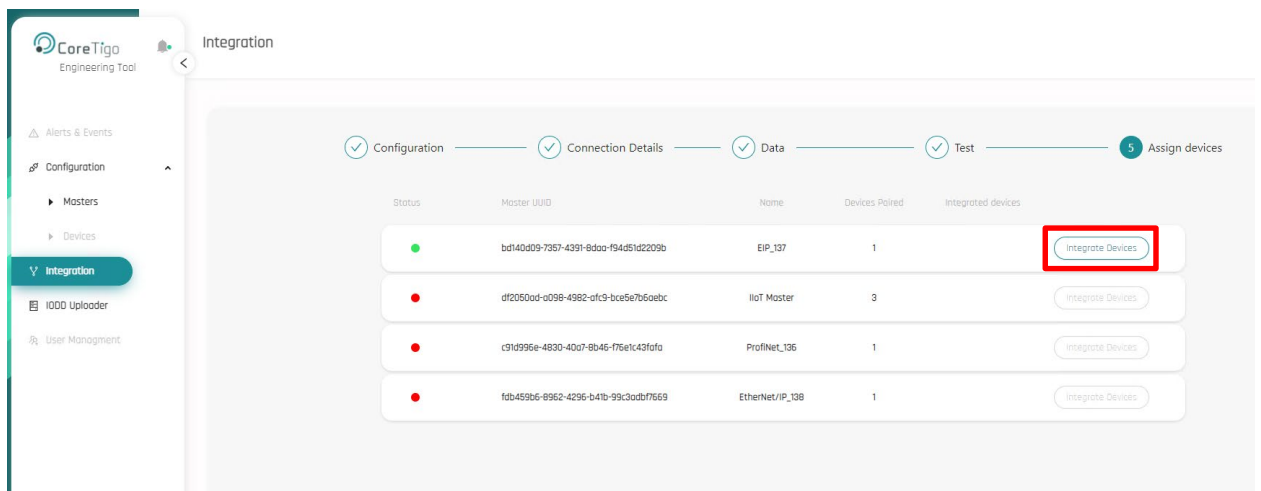 CoreTigo
Engineering Tool
Integration
Alerts & Events
Configuration
Masters
Devices
Integration
IODD Uploader
User Managment
Configuration
Connection Details
Data
Test
5 Assign devices
Status Master UUID Name Devices Paired Integrated devices
bd140d09-7357-4391-8daa-f94d51d2209b EIP_137 1 Integrate Devices
df2050ad-a098-4982-afc9-bce5e7b6aebc IIoT Master 3 Integrate Devices
c91d996e-4830-40a7-8b46-f76e1c43fafa ProfiNet_136 1 Integrate Devices
fdb459b6-8962-4296-b41b-99c3adbf7669 EtherNet/IP_138 1 Integrate Devices